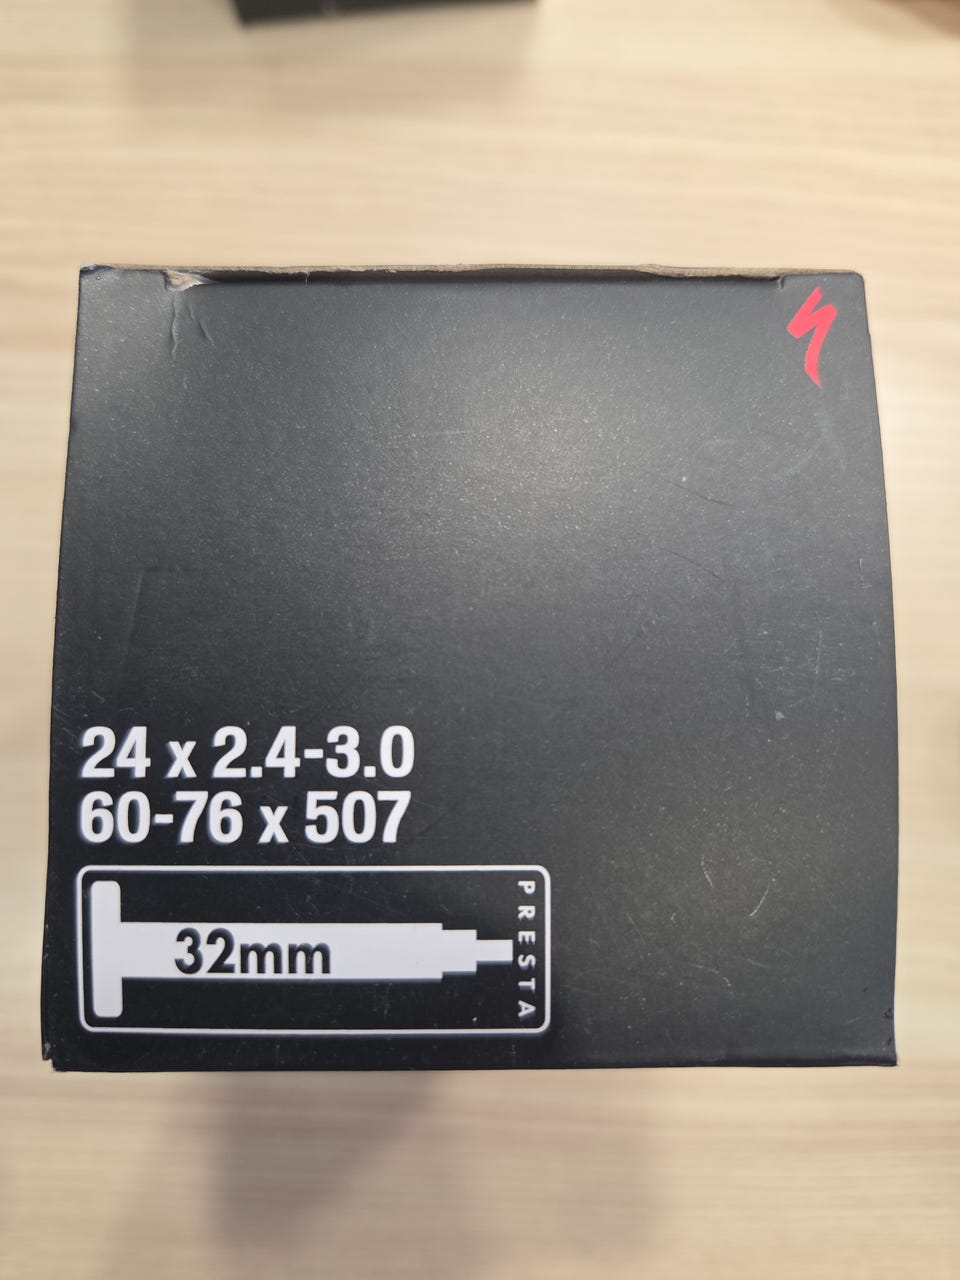 24 x 2.4-3.0
60-76 x 507
32mm
PRESTA